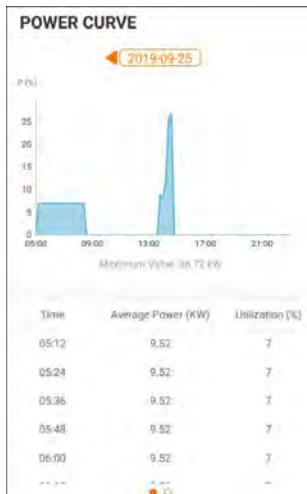 POWER CURVE
2019-09-25
P (%)
25
20
15
10
5
0
05:00 09:00 13:00 17:00 21:00
Maximum Value: 36.72 kW
Time Average Power (KW) Utilization (%)
05:12 9.52 7
05:24 9.52 7
05:36 9.52 7
05:48 9.52 7
06:00 9.52 7